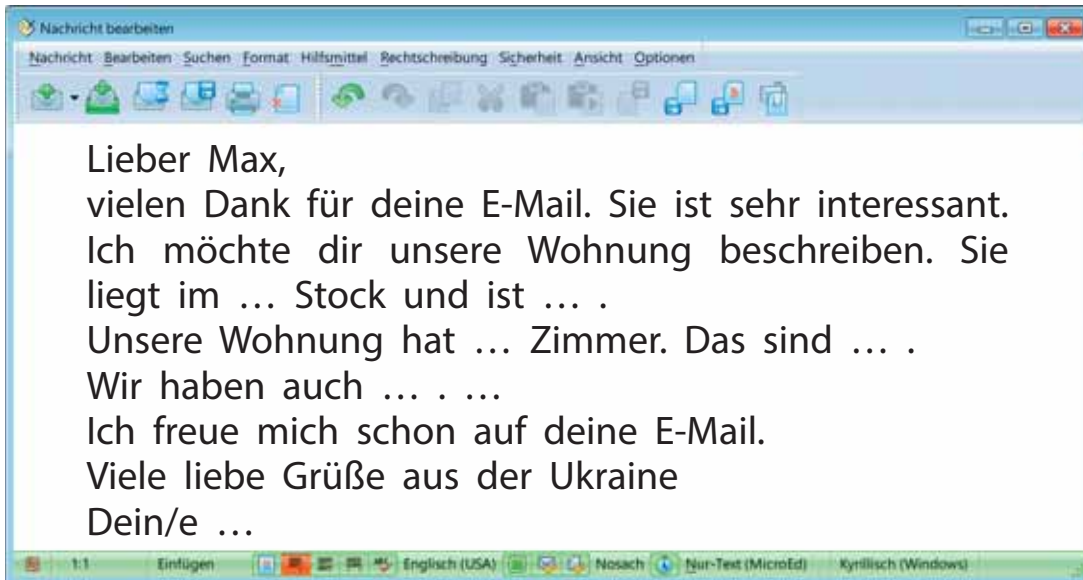 Nachricht bearbeiten
Nachricht Bearbeiten Suchen Format Hilfsmittel Rechtschreibung Sicherheit Ansicht Optionen
Lieber Max,
vielen Dank für deine E-Mail. Sie ist sehr interessant.
Ich möchte dir unsere Wohnung beschreiben. Sie
liegt im … Stock und ist … .
Unsere Wohnung hat … Zimmer. Das sind … .
Wir haben auch … . …
Ich freue mich schon auf deine E-Mail.
Viele liebe Grüße aus der Ukraine
Dein/e …
1:1 Einfügen Englisch (USA) Nosach Nur-Text (MicroEd) Kyrillisch (Windows)